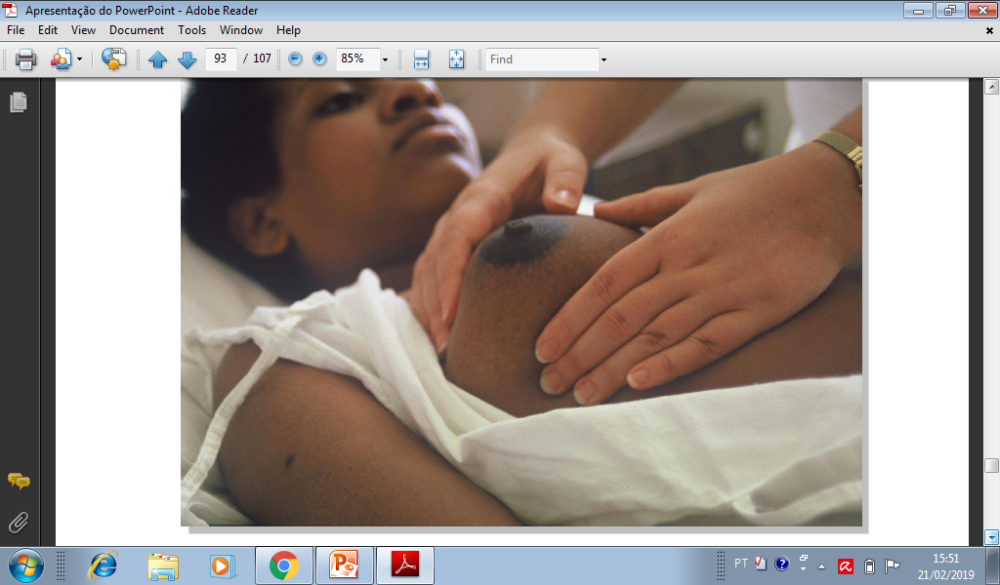 Apresentação do PowerPoint - Adobe Reader
File Edit View Document Tools Window Help
93 / 107 85% Find
PT 15:51
21/02/2019